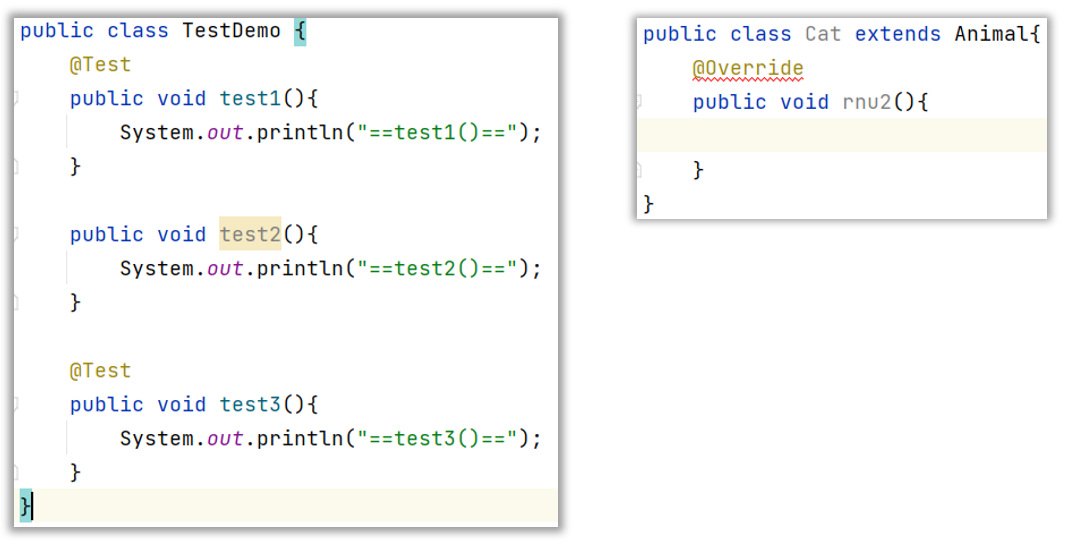 public class TestDemo {
    @Test
    public void test1(){
        System.out.println("==test1()==");
    }
    public void test2(){
        System.out.println("==test2()==");
    }
    @Test
    public void test3(){
        System.out.println("==test3()==");
    }
}
public class Cat extends Animal{
    @Override
    public void rnu2(){
    }
}